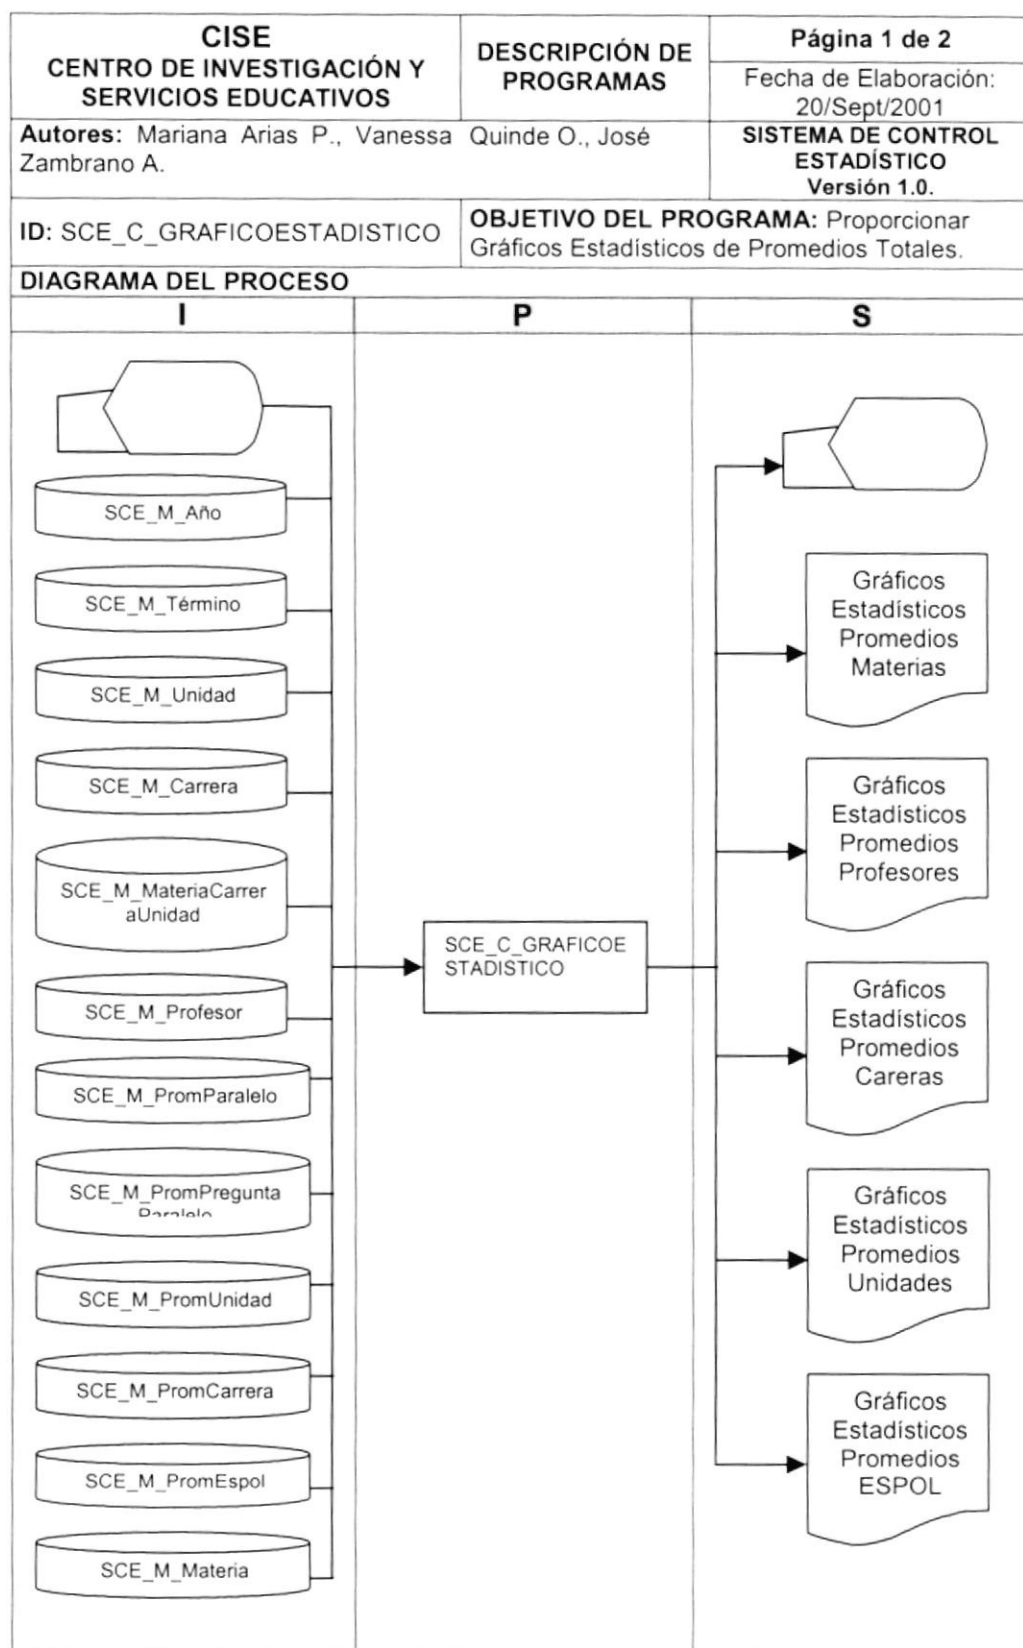 CISE
CENTRO DE INVESTIGACIÓN Y
SERVICIOS EDUCATIVOS
DESCRIPCIÓN DE
PROGRAMAS
Página 1 de 2
Fecha de Elaboración:
20/Sept/2001
Autores: Mariana Arias P., Vanessa Quinde O., José
Zambrano A.
SISTEMA DE CONTROL
ESTADÍSTICO
Versión 1.0.
ID: SCE_C_GRAFICOESTADISTICO
OBJETIVO DEL PROGRAMA: Proporcionar
Gráficos Estadísticos de Promedios Totales.
DIAGRAMA DEL PROCESO
I
P
S
SCE_M_Año
SCE_M_Término
SCE_M_Unidad
SCE_M_Carrera
SCE_M_MateriaCarrer
aUnidad
SCE_M_Profesor
SCE_M_PromParalelo
SCE_M_PromPregunta
Paralelo
SCE_M_PromUnidad
SCE_M_PromCarrera
SCE_M_PromEspol
SCE_M_Materia
SCE_C_GRAFICOE
STADISTICO
Gráficos
Estadísticos
Promedios
Materias
Gráficos
Estadísticos
Promedios
Profesores
Gráficos
Estadísticos
Promedios
Careras
Gráficos
Estadísticos
Promedios
Unidades
Gráficos
Estadísticos
Promedios
ESPOL